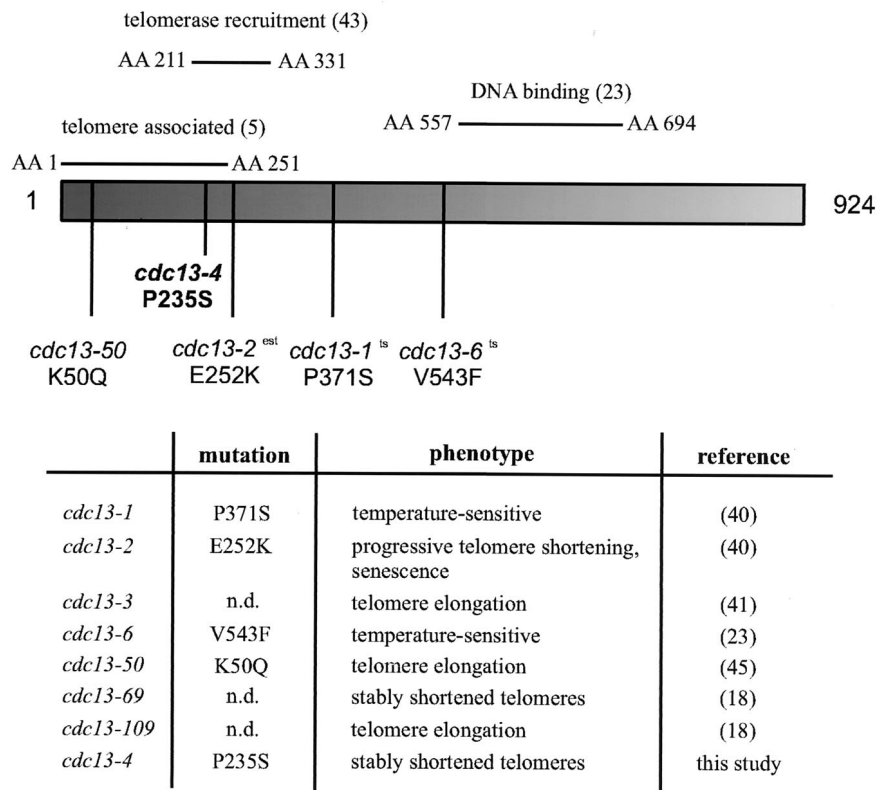 telomerase recruitment (43)
AA 211 AA 331
DNA binding (23)
AA 557 AA 694
telomere associated (5)
AA 1 AA 251
1 924
cdc13-4
P235S
cdc13-50 cdc13-2 est cdc13-1 ts cdc13-6 ts
K50Q E252K P371S V543F
mutation phenotype reference
cdc13-1 P371S temperature-sensitive (40)
cdc13-2 E252K progressive telomere shortening, (40)
senescence
cdc13-3 n.d. telomere elongation (41)
cdc13-6 V543F temperature-sensitive (23)
cdc13-50 K50Q telomere elongation (45)
cdc13-69 n.d. stably shortened telomeres (18)
cdc13-109 n.d. telomere elongation (18)
cdc13-4 P235S stably shortened telomeres this study